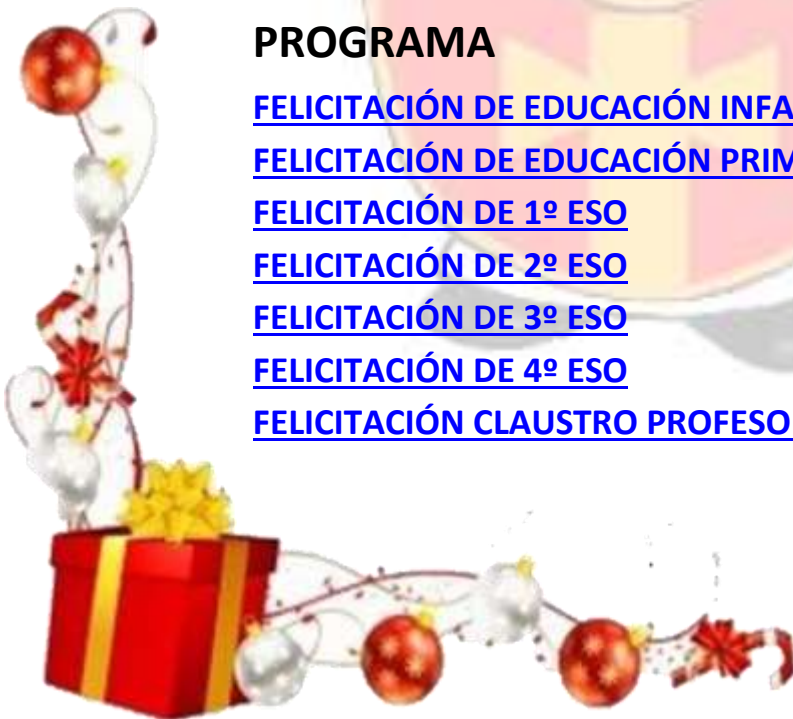 PROGRAMA
FELICITACIÓN DE EDUCACIÓN INFA
FELICITACIÓN DE EDUCACIÓN PRIM
FELICITACIÓN DE 1º ESO
FELICITACIÓN DE 2º ESO
FELICITACIÓN DE 3º ESO
FELICITACIÓN DE 4º ESO
FELICITACIÓN CLAUSTRO PROFESO